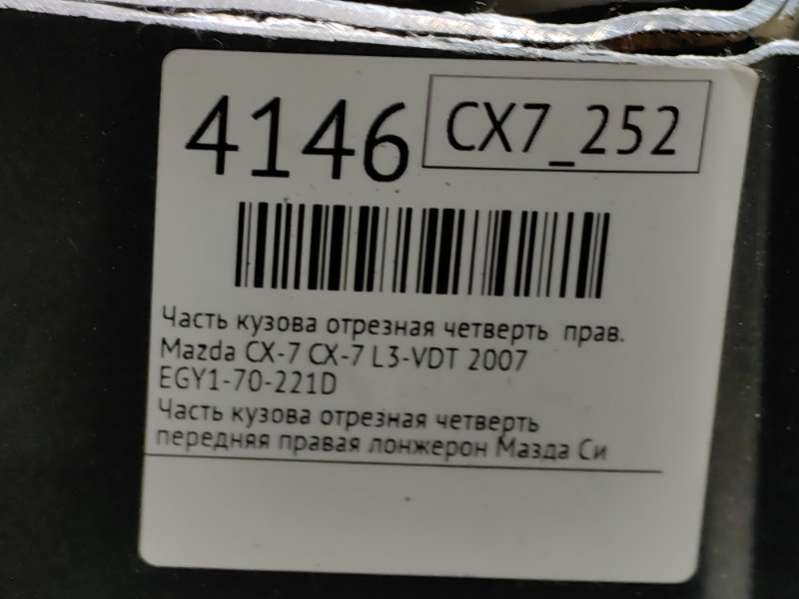 4146
CX7_252
Часть кузова отрезная четверть прав.
Mazda CX-7 CX-7 L3-VDT 2007
EGY1-70-221D
Часть кузова отрезная четверть
передняя правая лонжерон Мазда Си